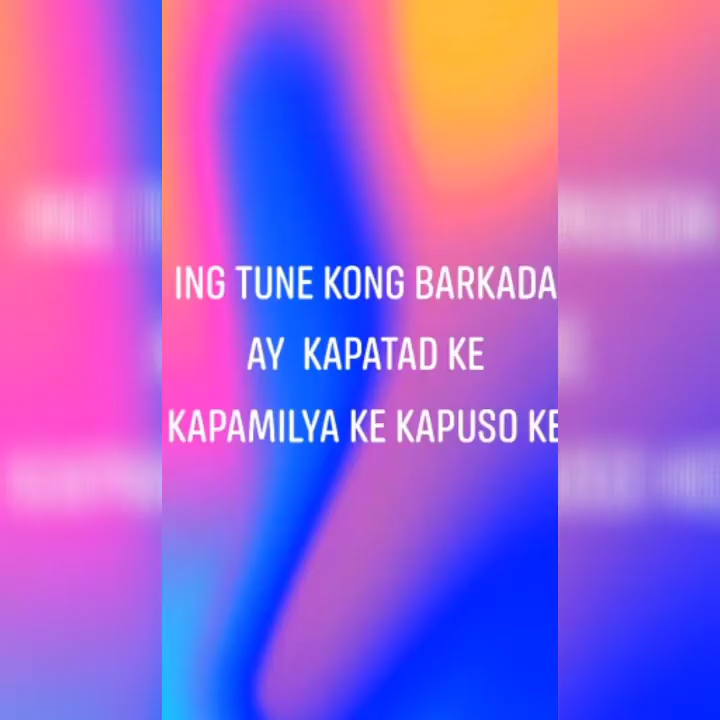 ING TUNE KONG BARKADA
AY KAPATAD KE
KAPAMILYA KE KAPUSO KE